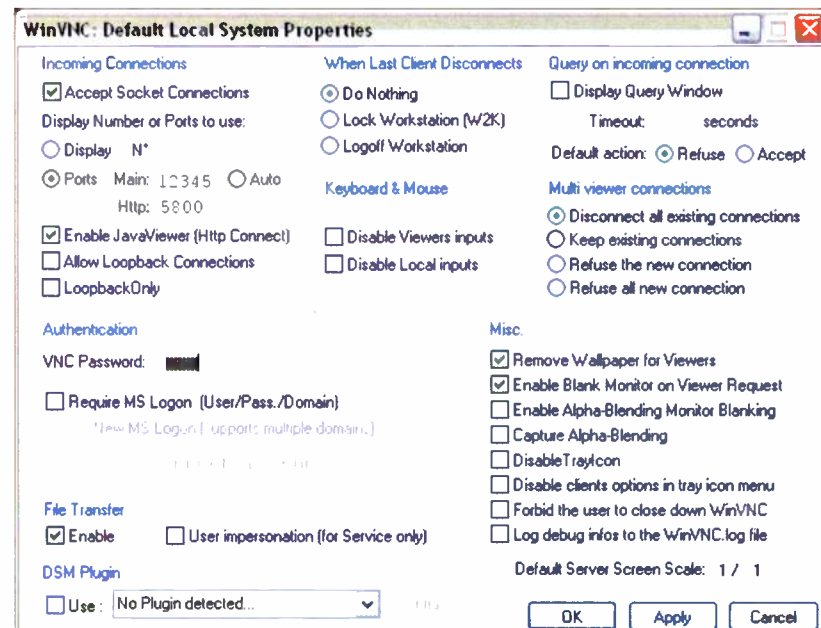 WinVNC: Default Local System Properties
Incoming Connections
Accept Socket Connections
Display Number or Ports to use:
Display N°
Ports Main: 12345 Auto
Http: 5800
Enable JavaViewer (Http Connect)
Allow Loopback Connections
LoopbackOnly
When Last Client Disconnects
Do Nothing
Lock Workstation (W2K)
Logoff Workstation
Keyboard & Mouse
Disable Viewers inputs
Disable Local inputs
Query on incoming connection
Display Query Window
Timeout: seconds
Default action: Refuse Accept
Multi viewer connections
Disconnect all existing connections
Keep existing connections
Refuse the new connection
Refuse all new connection
Authentication
VNC Password:
Require MS Logon (User/Pass./Domain)
New MS Logon ( upports multiple domain.)
File Transfer
Enable User impersonation (for Service only)
DSM Plugin
Use : No Plugin detected...
Misc.
Remove Wallpaper for Viewers
Enable Blank Monitor on Viewer Request
Enable Alpha-Blending Monitor Blanking
Capture Alpha-Blending
DisableTrayIcon
Disable clients options in tray icon menu
Forbid the user to close down WinVNC
Log debug infos to the WinVNC.log file
Default Server Screen Scale: 1 / 1
OK Apply Cancel